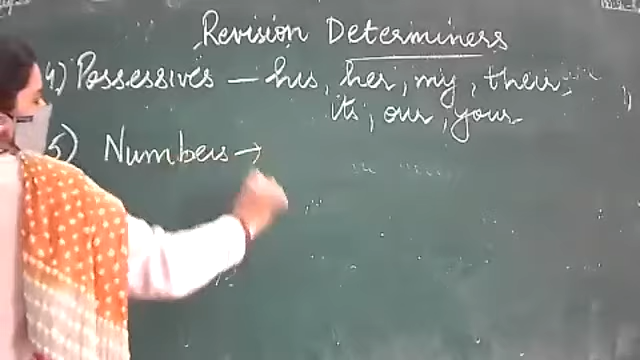 Revision Determiners
4) Possessives – his, her, my, their,
its, our, your
5) Numbers →